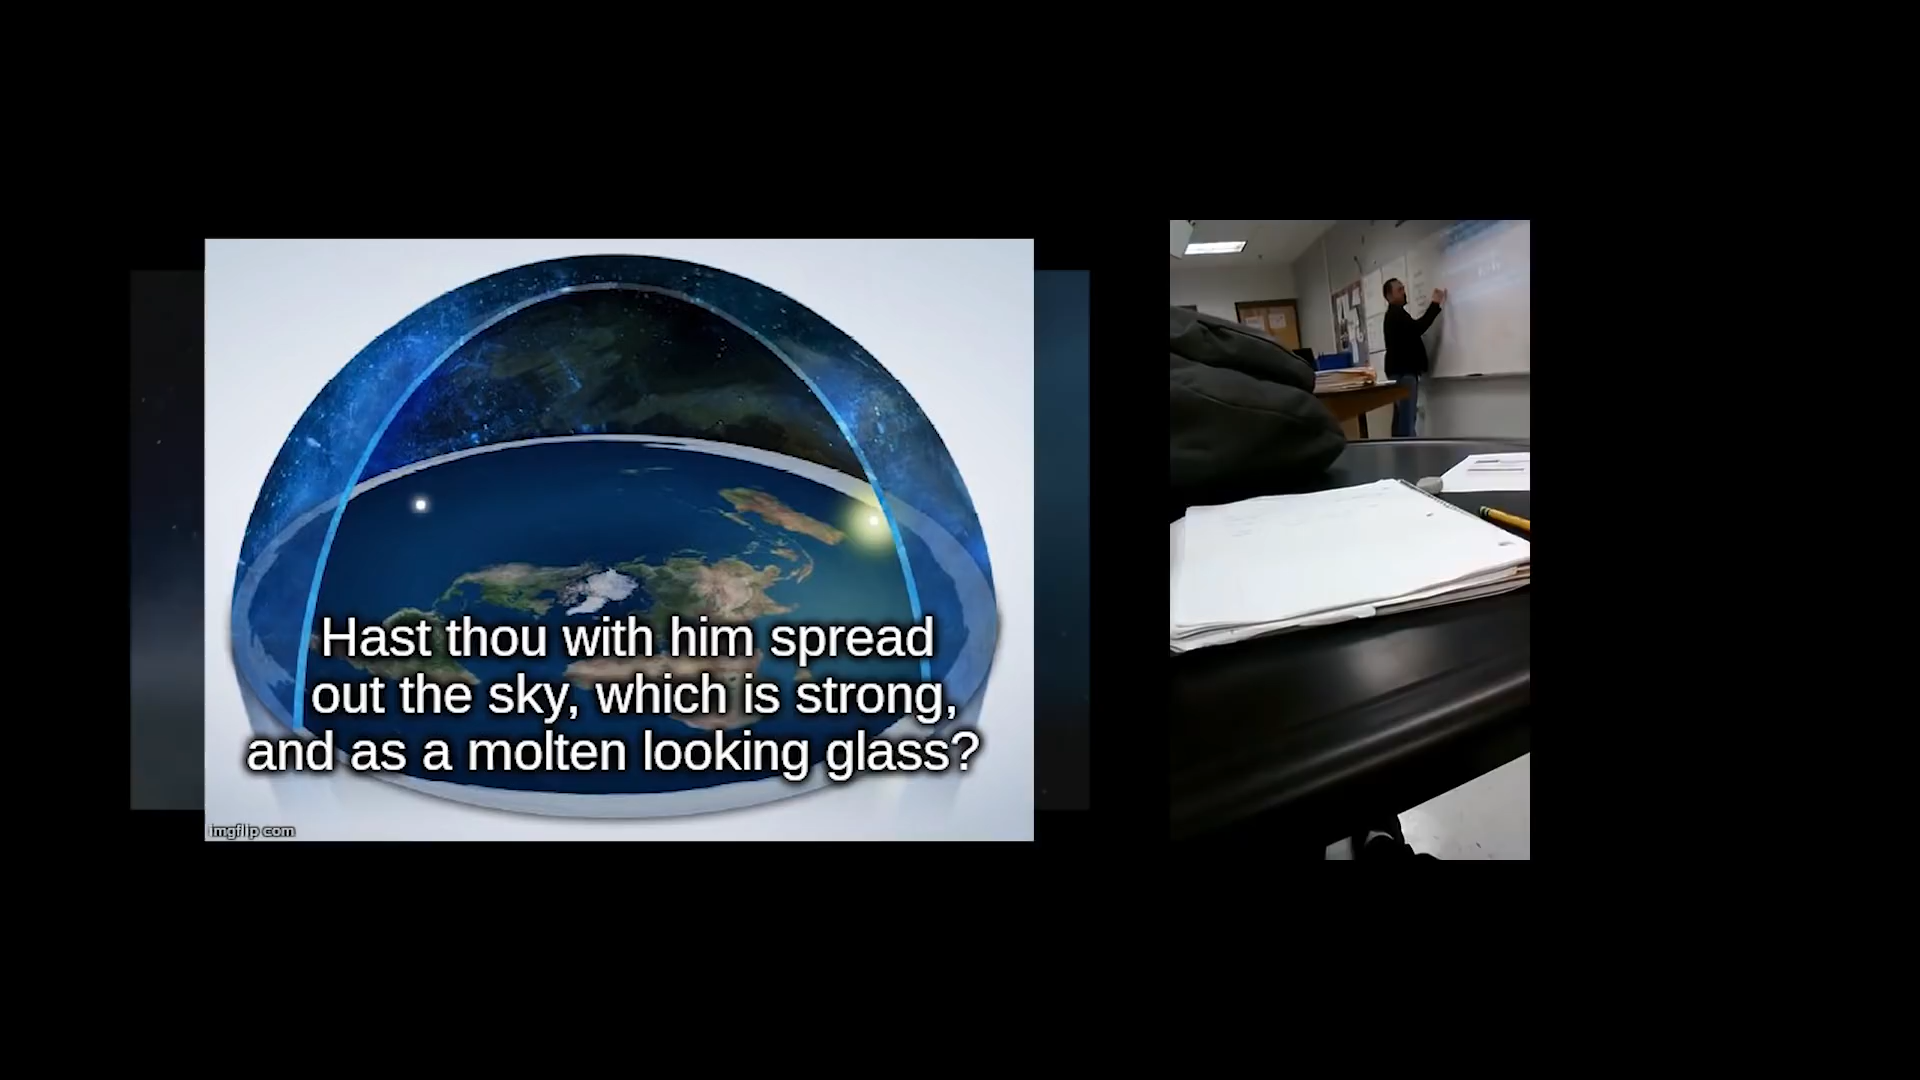 Hast thou with him spread
out the sky, which is strong,
and as a molten looking glass?
imgflip.com